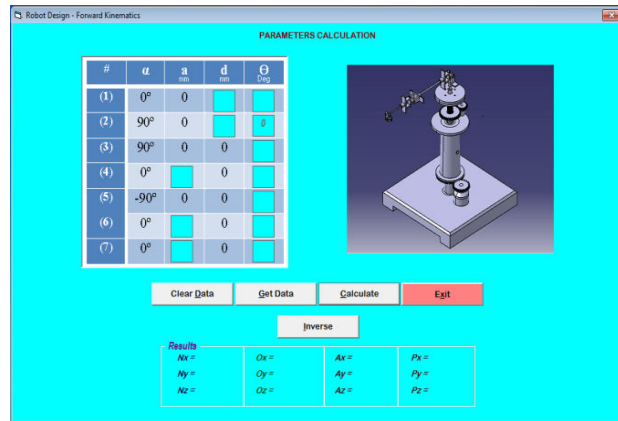 Robot Design - Forward Kinematics
PARAMETERS CALCULATION
# α a mm d mm Θ Deg
(1) 0° 0
(2) 90° 0 0
(3) 90° 0 0
(4) 0° 0
(5) -90° 0 0
(6) 0° 0
(7) 0° 0
Clear Data Get Data Calculate Exit
Inverse
Results
Nx = Ox = Ax = Px =
Ny = Oy = Ay = Py =
Nz = Oz = Az = Pz =